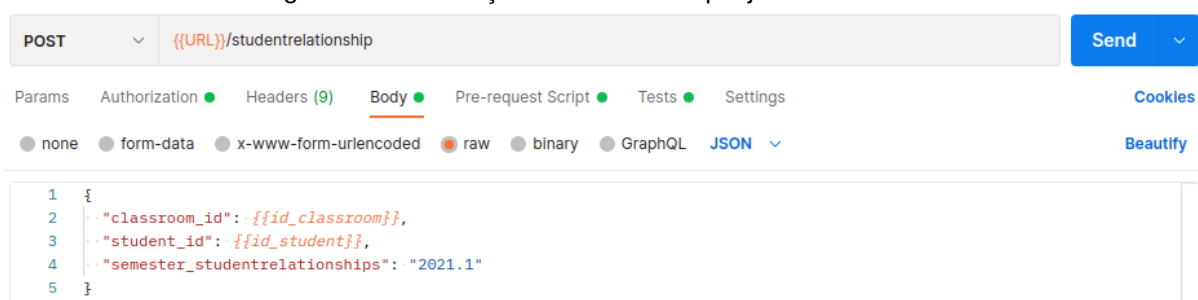 POST {{URL}}/studentrelationship Send
Params Authorization Headers (9) Body Pre-request Script Tests Settings Cookies
none form-data x-www-form-urlencoded raw binary GraphQL JSON Beautify
1 {
2 "classroom_id": {{id_classroom}},
3 "student_id": {{id_student}},
4 "semester_studentrelationships": "2021.1"
5 }